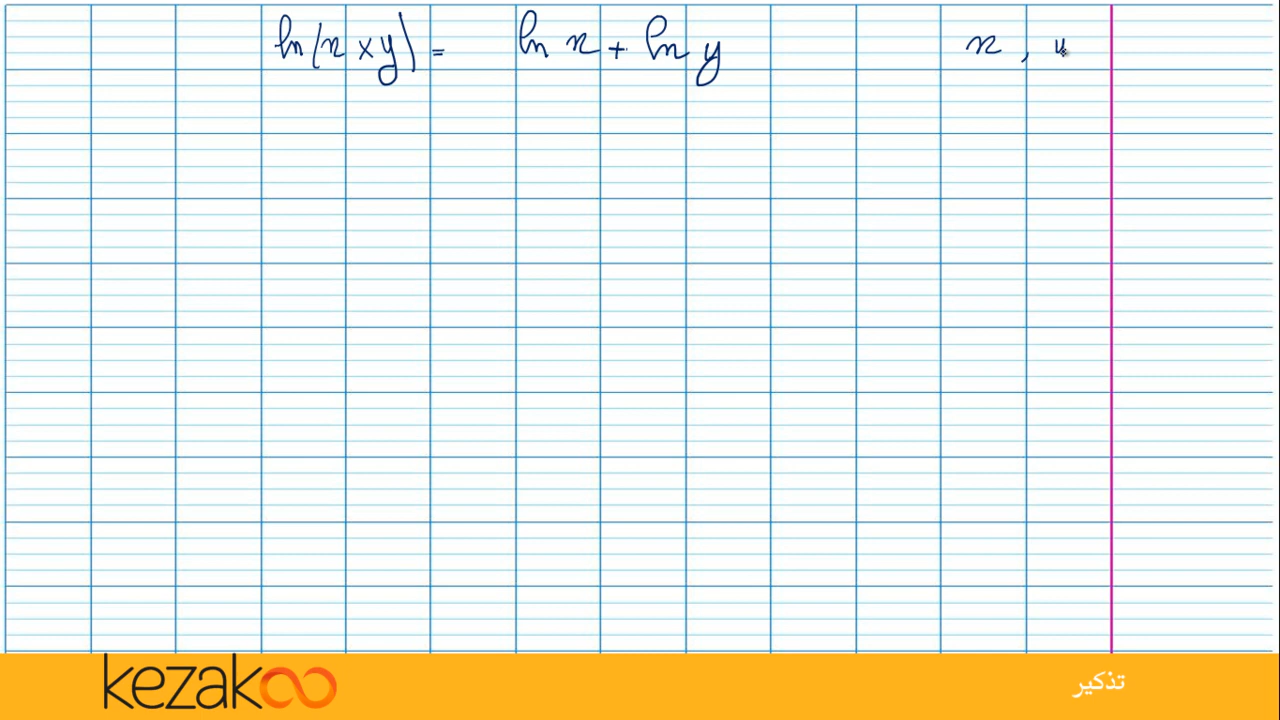 ln(x × y) = ln x + ln y x , y
kezakoo
تذكير